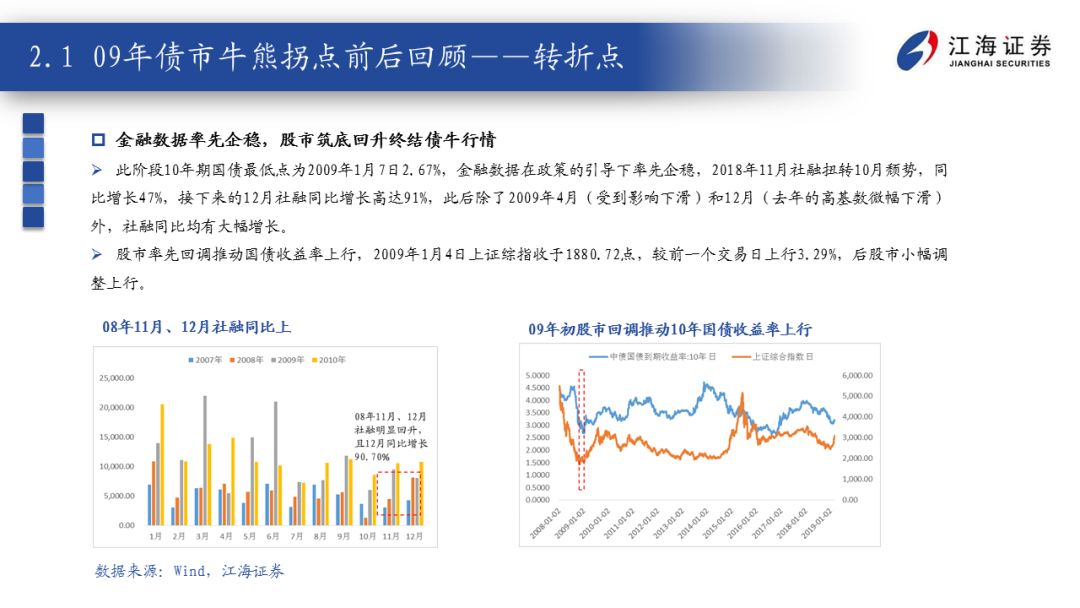 2.1 09年债市牛熊拐点前后回顾——转折点
江海证券
JIANGHAI SECURITIES
金融数据率先企稳，股市筑底回升终结债牛行情
此阶段10年期国债最低点为2009年1月7日2.67%，金融数据在政策的引导下率先企稳，2018年11月社融扭转10月颓势，同
比增长47%，接下来的12月社融同比增长高达91%，此后除了2009年4月（受到影响下滑）和12月（去年的高基数微幅下滑）
外，社融同比均有大幅增长。
股市率先回调推动国债收益率上行，2009年1月4日上证综指收于1880.72点，较前一个交易日上行3.29%，后股市小幅调
整上行。
08年11月、12月社融同比上
2007年 2008年 2009年 2010年
25,000.00
20,000.00
15,000.00
10,000.00
5,000.00
0.00
08年11月、12月
社融明显回升，
且12月同比增长
90.70%
1月 2月 3月 4月 5月 6月 7月 8月 9月 10月 11月 12月
09年初股市回调推动10年国债收益率上行
中债国债到期收益率:10年 日 上证综合指数 日
5.0000
4.5000
4.0000
3.5000
3.0000
2.5000
2.0000
1.5000
1.0000
0.5000
0.0000
6,000.00
5,000.00
4,000.00
3,000.00
2,000.00
1,000.00
0.00
2008-01-02 2009-01-02 2010-01-02 2011-01-02 2012-01-02 2013-01-02 2014-01-02 2015-01-02 2016-01-02 2017-01-02 2018-01-02 2019-01-02
数据来源：Wind，江海证券